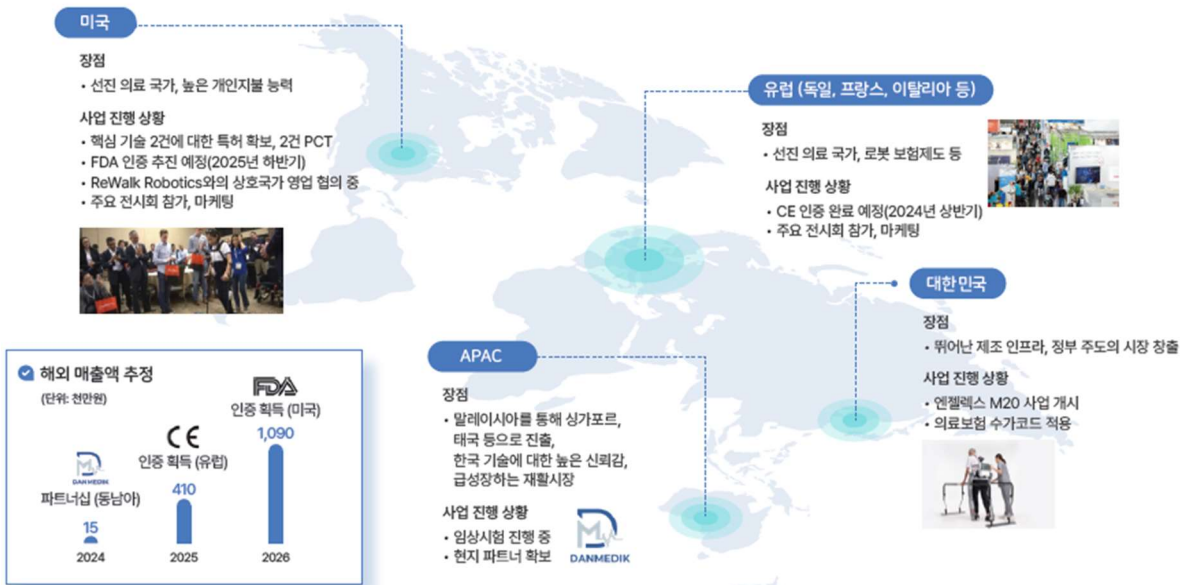 미국
장점
• 선진 의료 국가, 높은 개인지불 능력
사업 진행 상황
• 핵심 기술 2건에 대한 특허 확보, 2건 PCT
• FDA 인증 추진 예정(2025년 하반기)
• ReWalk Robotics와의 상호국가 영업 협의 중
• 주요 전시회 참가, 마케팅
유럽 (독일, 프랑스, 이탈리아 등)
장점
• 선진 의료 국가, 로봇 보험제도 등
사업 진행 상황
• CE 인증 완료 예정(2024년 상반기)
• 주요 전시회 참가, 마케팅
대한민국
장점
• 뛰어난 제조 인프라, 정부 주도의 시장 창출
사업 진행 상황
• 엔젤렉스 M20 사업 개시
• 의료보험 수가코드 적용
APAC
장점
• 말레이시아를 통해 싱가포르,
태국 등으로 진출,
한국 기술에 대한 높은 신뢰감,
급성장하는 재활시장
사업 진행 상황
• 임상시험 진행 중
• 현지 파트너 확보
DANMEDIK
해외 매출액 추정
(단위: 천만원)
DANMEDIK
파트너십 (동남아)
15
2024
CE
인증 획득 (유럽)
410
2025
FDA
인증 획득 (미국)
1,090
2026